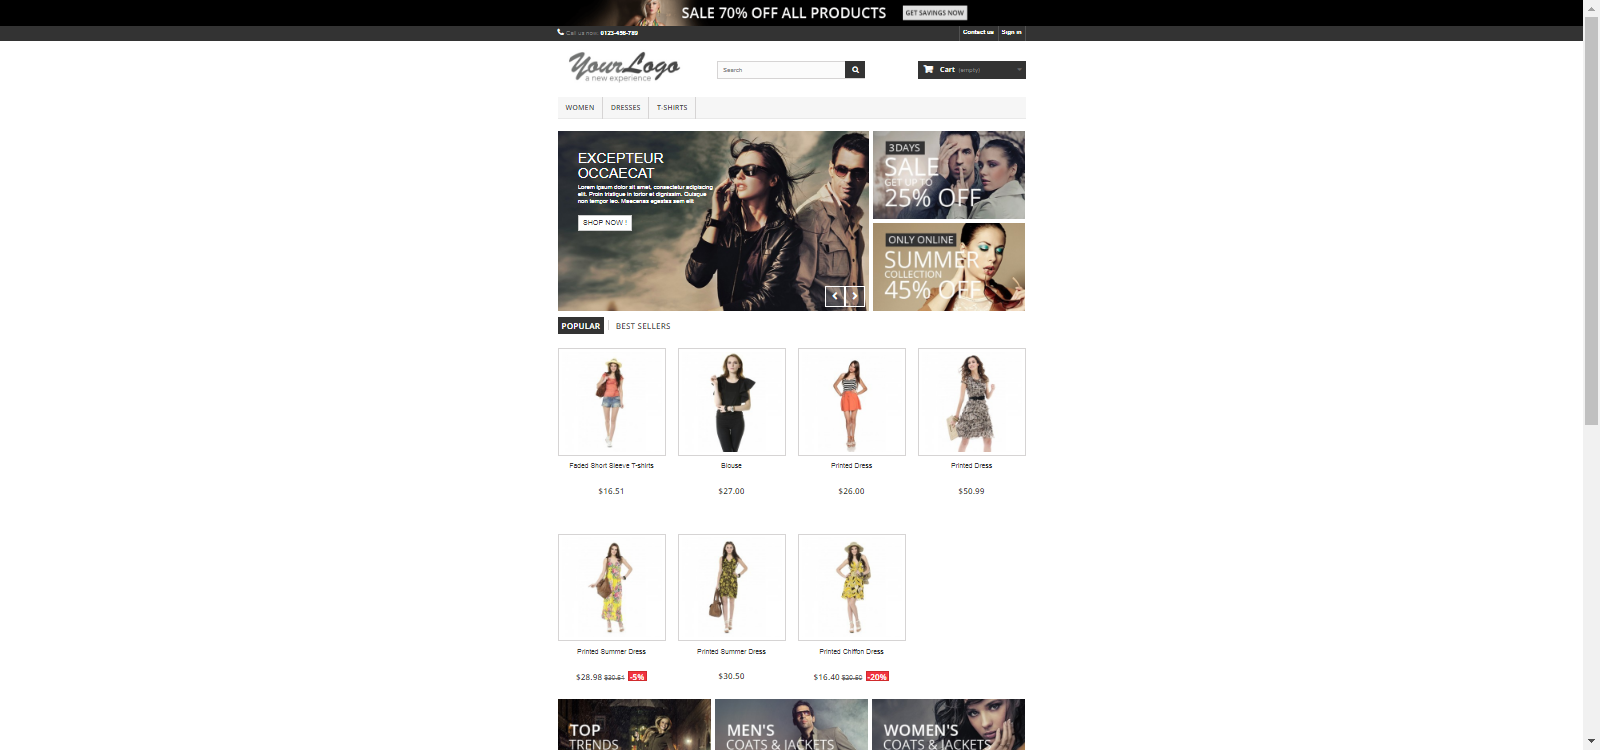 SALE 70% OFF ALL PRODUCTS
GET SAVINGS NOW
Call us now: 0123-456-789
Contact us
Sign in
YourLogo
a new experience
Search
Cart (empty)
WOMEN
DRESSES
T-SHIRTS
EXCEPTEUR
OCCAECAT
Lorem ipsum dolor sit amet, consectetur adipiscing
elit. Proin tristique in tortor et dignissim. Quisque
non tempor leo. Maecenas egestas sem elit
SHOP NOW !
3DAYS
SALE
GET UP TO
25% OFF
ONLY ONLINE
SUMMER
COLLECTION
45% OFF
POPULAR
BEST SELLERS
Faded Short Sleeve T-shirts
Blouse
Printed Dress
Printed Dress
$16.51
$27.00
$26.00
$50.99
Printed Summer Dress
Printed Summer Dress
Printed Chiffon Dress
$28.98 $30.51 -5%
$30.50
$16.40 $20.50 -20%
TOP
TRENDS
MEN'S
COATS & JACKETS
WOMEN'S
COATS & JACKETS